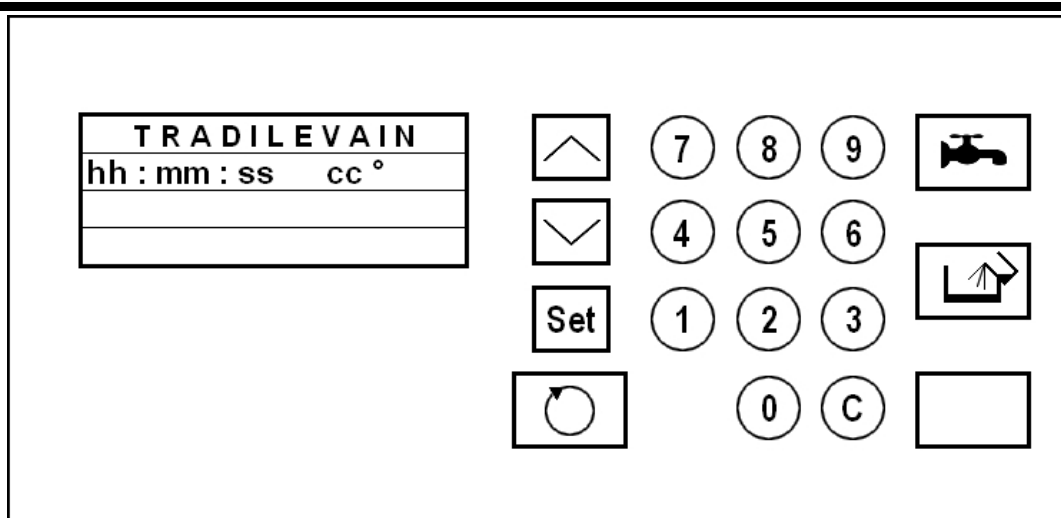 TRADILEVAIN
hh : mm : ss cc °
7 8 9
4 5 6
Set 1 2 3
0 C